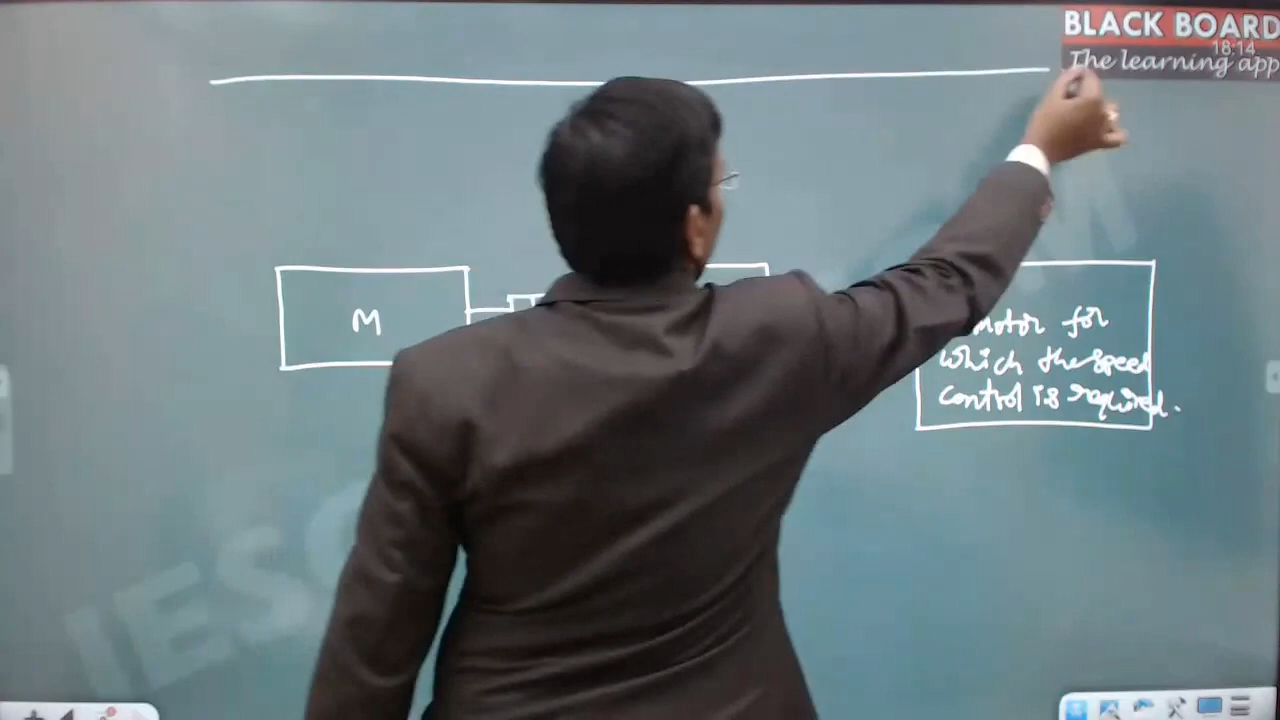 BLACK BOARD
18:14
The learning app
M
motor for
which the speed
control is required.